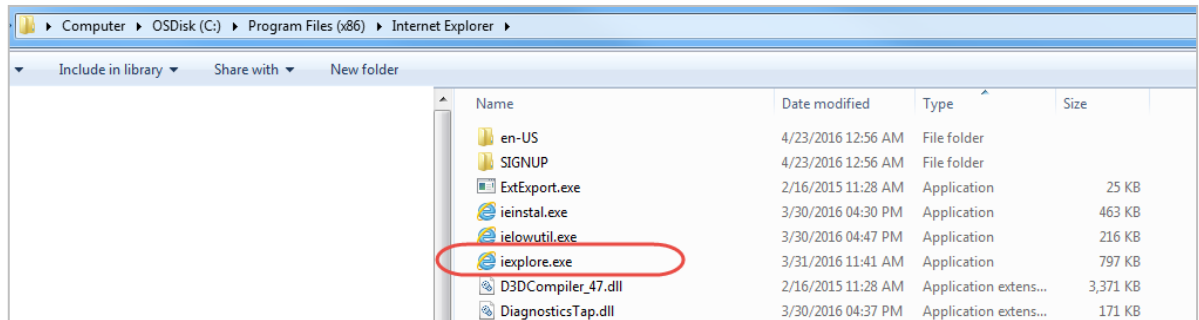 Computer OSDisk (C:) Program Files (x86) Internet Explorer
Include in library Share with New folder
Name Date modified Type Size
en-US 4/23/2016 12:56 AM File folder
SIGNUP 4/23/2016 12:56 AM File folder
ExtExport.exe 2/16/2015 11:28 AM Application 25 KB
ieinstal.exe 3/30/2016 04:30 PM Application 463 KB
ielowutil.exe 3/30/2016 04:47 PM Application 216 KB
iexplore.exe 3/31/2016 11:41 AM Application 797 KB
D3DCompiler_47.dll 2/16/2015 11:28 AM Application extens... 3,371 KB
DiagnosticsTap.dll 3/30/2016 04:37 PM Application extens... 171 KB